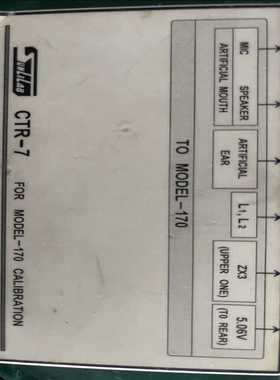 SunLiLab
CTR-7
FOR MODEL-170 CALIBRATION
TO MODEL-170
MIC SPEAKER
ARTIFICIAL MOUTH
ARTIFICIAL
EAR
L1, L2
ZX3
(UPPER ONE)
5.06V
(TO REAR)